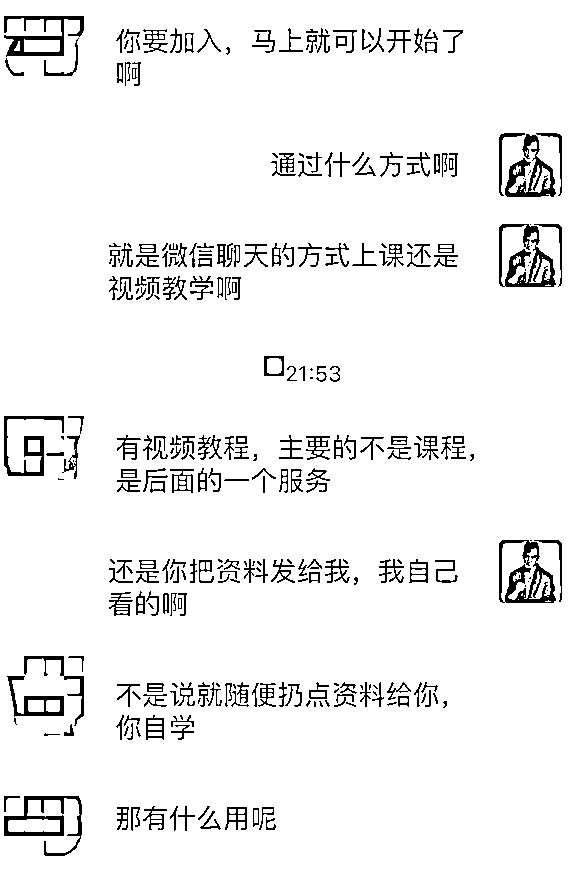 你要加入，马上就可以开始了
啊
通过什么方式啊
就是微信聊天的方式上课还是
视频教学啊
21:53
有视频教程，主要的不是课程，
是后面的一个服务
还是你把资料发给我，我自己
看的啊
不是说就随便扔点资料给你，
你自学
那有什么用呢